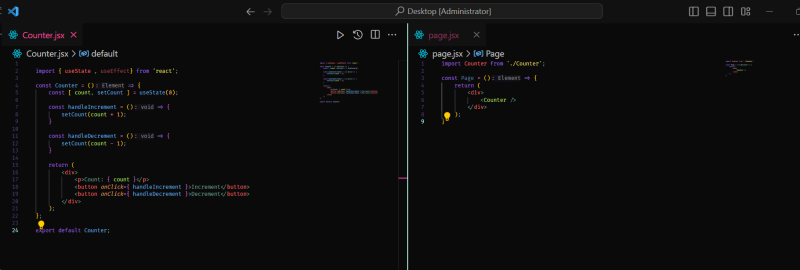 Desktop [Administrator]
Counter.jsx
Counter.jsx > default
1
2 import { useState , useEffect} from 'react';
3
4 const Counter = ():Element => {
5 const [ count, setCount ] = useState(0);
6
7 const handleIncrement = ():void => {
8 setCount(count + 1);
9 }
10
11 const handleDecrement = ():void => {
12 setCount(count - 1);
13 }
14
15 return (
16 <div>
17 <p>Count: { count }</p>
18 <button onClick={ handleIncrement }>Increment</button>
19 <button onClick={ handleDecrement }>Decrement</button>
20 </div>
21 );
22 };
23
24 export default Counter;
page.jsx
page.jsx > Page
1 import Counter from './Counter';
2
3 const Page = ():Element => {
4 return (
5 <div>
6 <Counter />
7 </div>
8 );
9 }